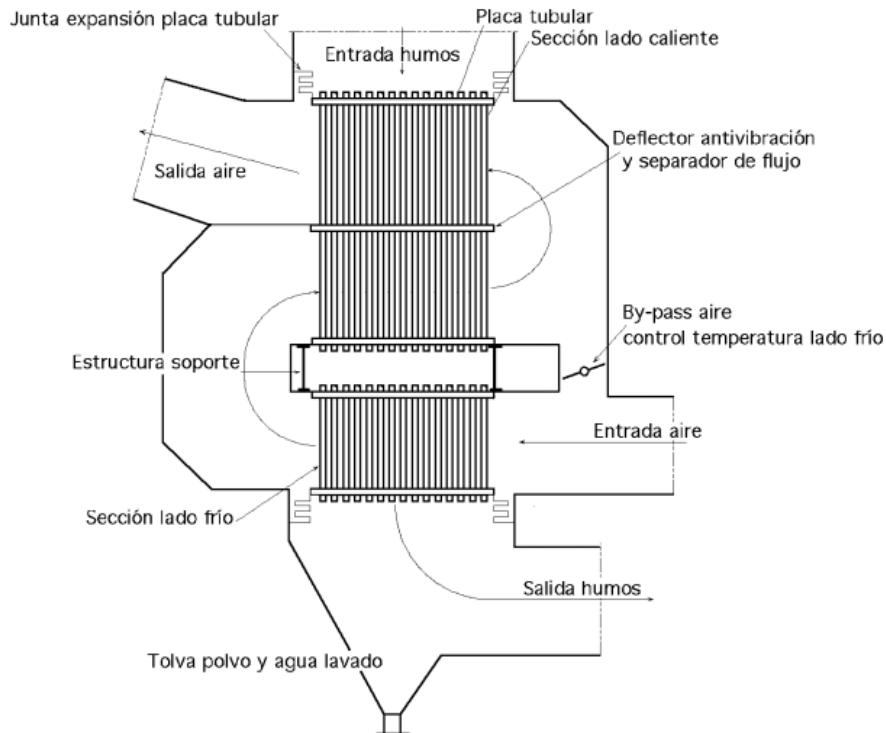 Junta expansión placa tubular
Placa tubular
Entrada humos
Sección lado caliente
Deflector antivibración
y separador de flujo
Salida aire
By-pass aire
control temperatura lado frío
Estructura soporte
Entrada aire
Sección lado frío
Salida humos
Tolva polvo y agua lavado